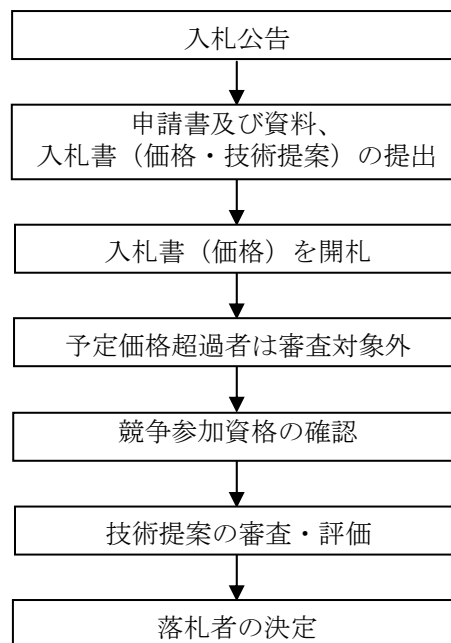 入札公告
申請書及び資料、
入札書（価格・技術提案）の提出
入札書（価格）を開札
予定価格超過者は審査対象外
競争参加資格の確認
技術提案の審査・評価
落札者の決定